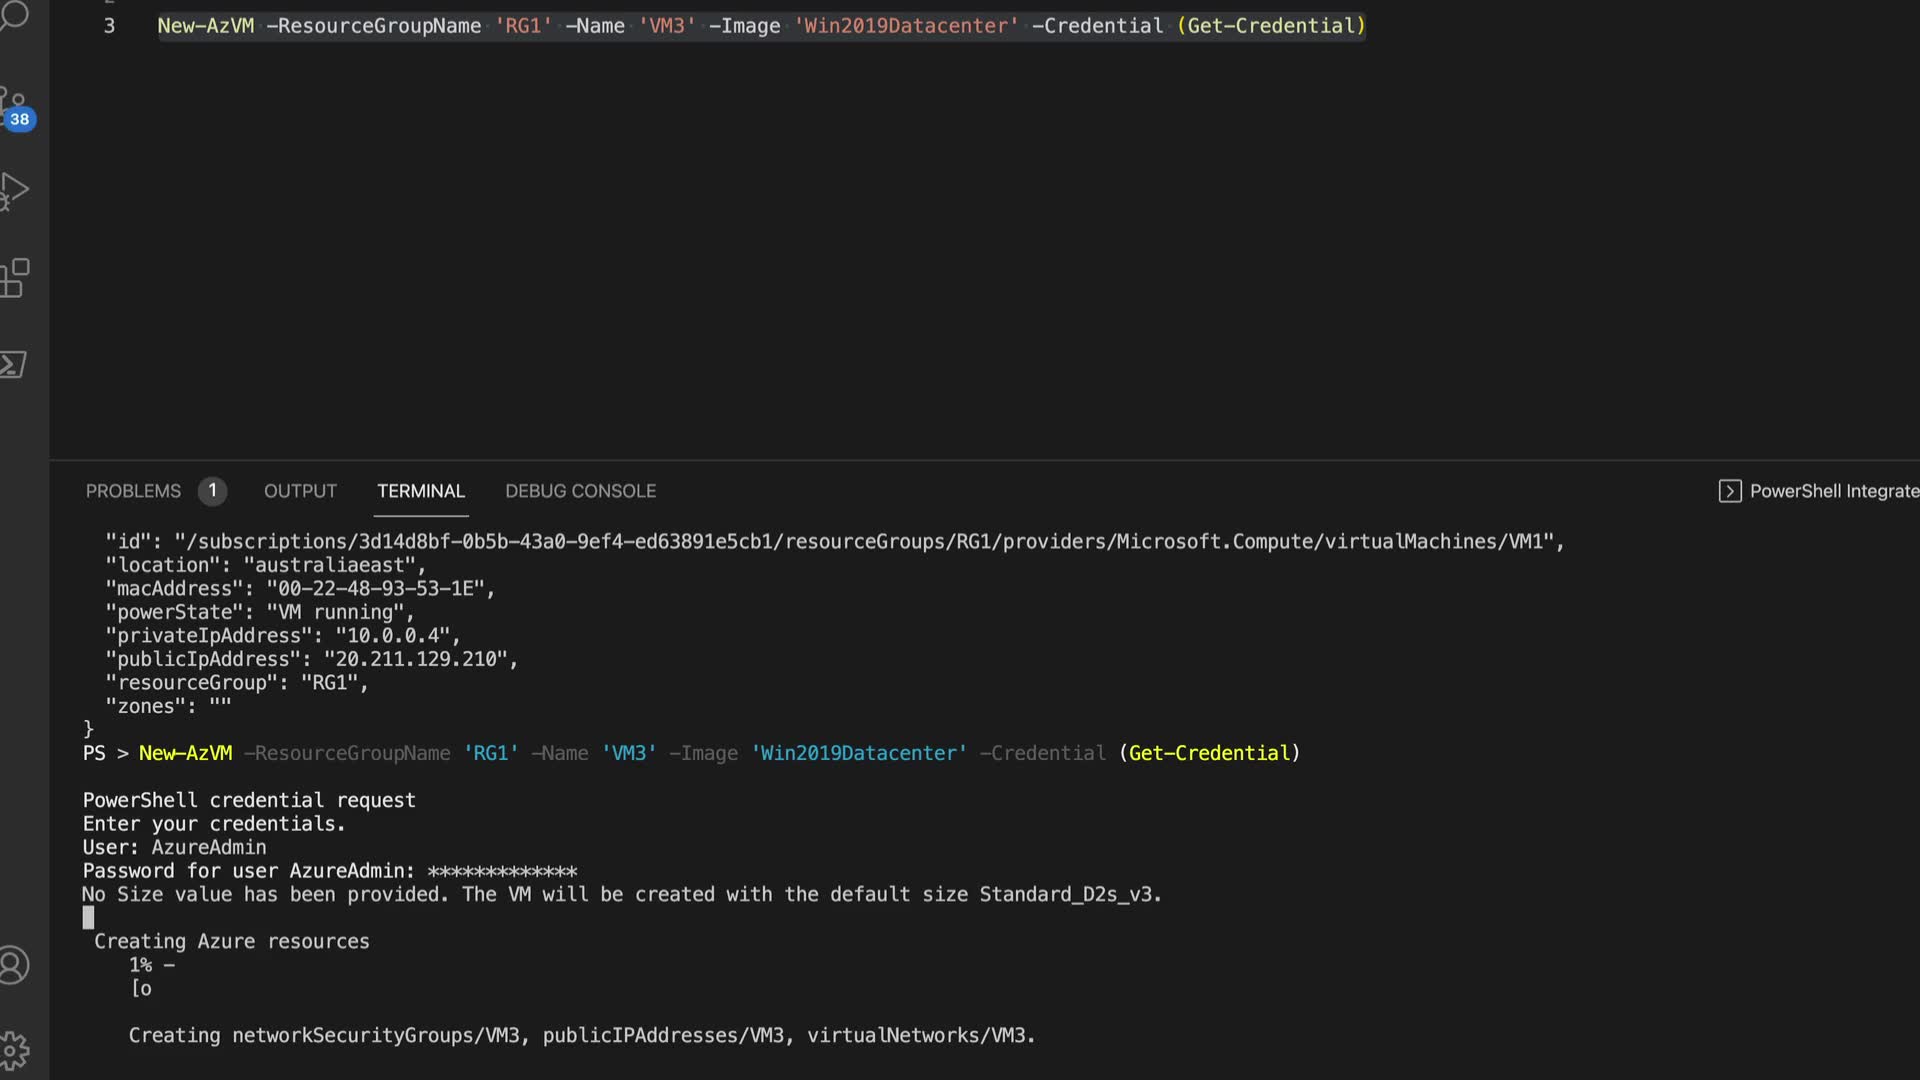 3 New-AzVM -ResourceGroupName 'RG1' -Name 'VM3' -Image 'Win2019Datacenter' -Credential (Get-Credential)
38
PROBLEMS 1 OUTPUT TERMINAL DEBUG CONSOLE PowerShell Integrate
"id": "/subscriptions/3d14d8bf-0b5b-43a0-9ef4-ed63891e5cb1/resourceGroups/RG1/providers/Microsoft.Compute/virtualMachines/VM1",
"location": "australiaeast",
"macAddress": "00-22-48-93-53-1E",
"powerState": "VM running",
"privateIpAddress": "10.0.0.4",
"publicIpAddress": "20.211.129.210",
"resourceGroup": "RG1",
"zones": ""
}
PS > New-AzVM -ResourceGroupName 'RG1' -Name 'VM3' -Image 'Win2019Datacenter' -Credential (Get-Credential)
PowerShell credential request
Enter your credentials.
User: AzureAdmin
Password for user AzureAdmin: *************
No Size value has been provided. The VM will be created with the default size Standard_D2s_v3.
Creating Azure resources
1% -
[o
Creating networkSecurityGroups/VM3, publicIPAddresses/VM3, virtualNetworks/VM3.